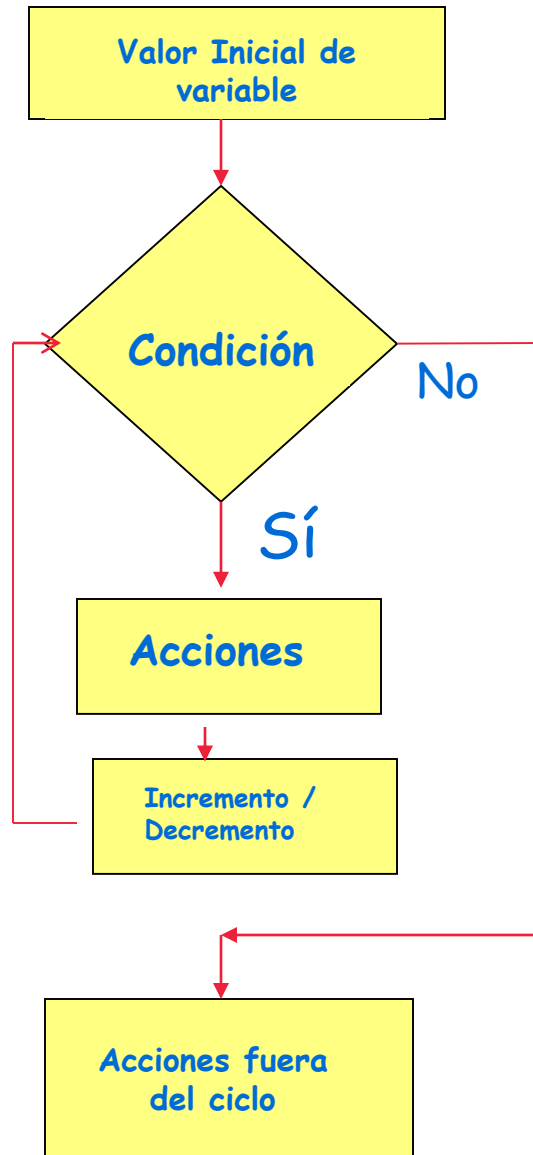 Valor Inicial de
variable
Condición
No
Sí
Acciones
Incremento /
Decremento
Acciones fuera
del ciclo